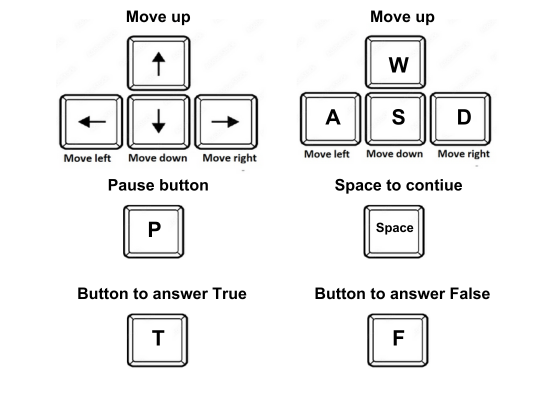 Move up
↑
← ↓ →
Move left Move down Move right
Move up
W
A S D
Move left Move down Move right
Pause button
P
Space to contiue
Space
Button to answer True
T
Button to answer False
F